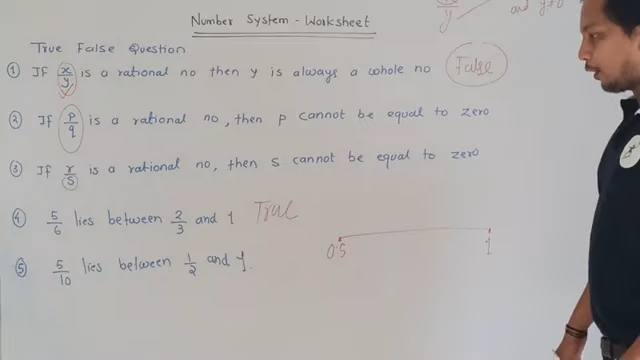 Number System - Worksheet
and y≠0
y
True False Question
① If x/y is a rational no then y is always a whole no False
② If p/q is a rational no, then p cannot be equal to zero
③ If r/s is a rational no, then s cannot be equal to zero
④ 5/6 lies between 2/3 and 1 True
⑤ 5/10 lies between 1/2 and 1.
0.5 1